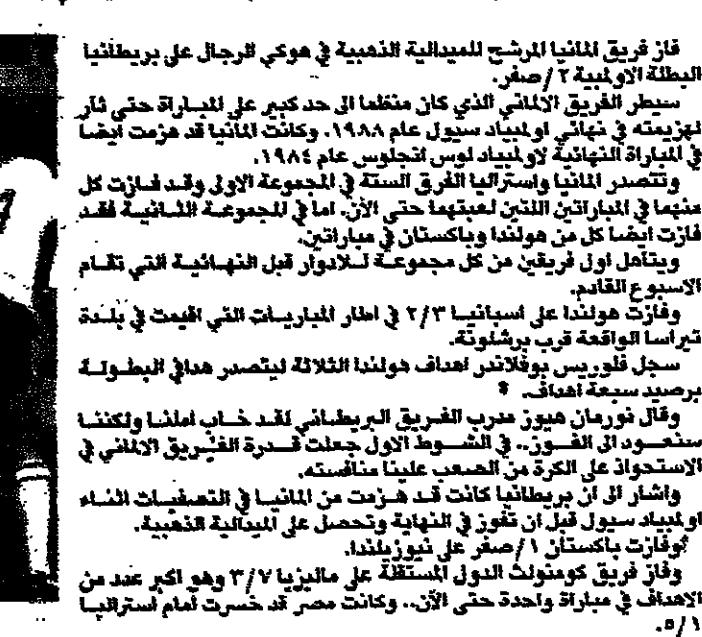 فاز فريق المانيا المرشح للميدالية الذهبية في هوكي الرجال على بريطانيا
البطلة الاولمبية ٢/صفر.
سيطر الفريق الالماني الذي كان منظما الى حد كبير على المباراة حتى ثأر
لهزيمته في نهائي اولمبياد سيول عام ١٩٨٨. وكانت المانيا قد هزمت ايضا
في المباراة النهائية لاولمبياد لوس انجلوس عام ١٩٨٤.
وتتصدر المانيا واستراليا الفرق الستة في المجموعة الاولى وقد فازت كل
منهما في المباراتين اللتين لعبتهما حتى الآن. اما في المجموعة الثانية فقد
فازت ايضا كل من هولندا وباكستان في مباراتين.
ويتأهل اول فريقين من كل مجموعة للادوار قبل النهائية التي تقام
الاسبوع القادم.
وفازت هولندا على اسبانيا ٢/٣ في اطار المباريات التي اقيمت في بلدة
تيراسا الواقعة قرب برشلونة.
سجل فلوريس بوفلاندر اهداف هولندا الثلاثة ليتصدر هدافي البطولة
برصيد سبعة اهداف.
وقال نورمان هيوز مدرب الفريق البريطاني لقد خاب املنا ولكننا
سنعود الى الفوز.. في الشوط الاول جعلت قدرة الفريق الالماني في
الاستحواذ على الكرة من الصعب علينا منافسته.
واشار الى ان بريطانيا كانت قد هزمت من المانيا في التصفيات اثناء
اولمبياد سيول قبل ان تفوز في النهاية وتحصل على الميدالية الذهبية.
وفازت باكستان ١/صفر على نيوزيلندا.
وفاز فريق كومنولث الدول المستقلة على ماليزيا ٣/٧ وهو اكبر عدد من
الاهداف في مباراة واحدة حتى الآن.. وكانت مصر قد خسرت امام استراليا
٥/١.